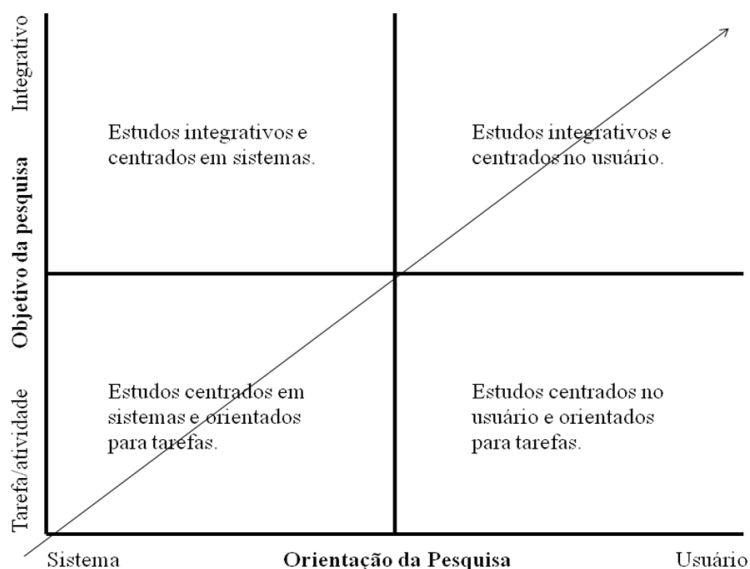 Integrativo
Objetivo da pesquisa
Tarefa/atividade
Estudos integrativos e
centrados em sistemas.
Estudos integrativos e
centrados no usuário.
Estudos centrados em
sistemas e orientados
para tarefas.
Estudos centrados no
usuário e orientados
para tarefas.
Sistema
Orientação da Pesquisa
Usuário